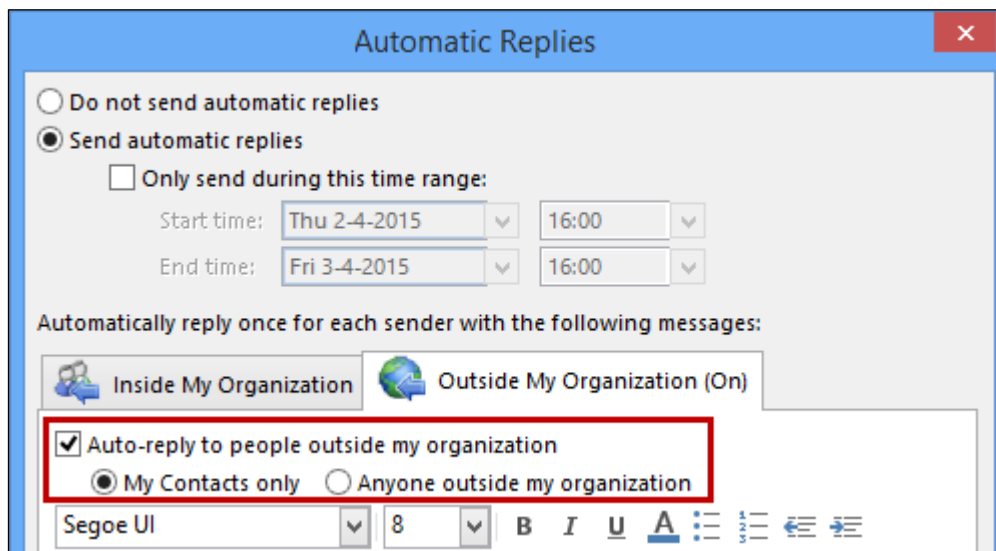 Automatic Replies
Do not send automatic replies
Send automatic replies
Only send during this time range:
Start time: Thu 2-4-2015 16:00
End time: Fri 3-4-2015 16:00
Automatically reply once for each sender with the following messages:
Inside My Organization Outside My Organization (On)
Auto-reply to people outside my organization
My Contacts only Anyone outside my organization
Segoe UI 8 B I U A